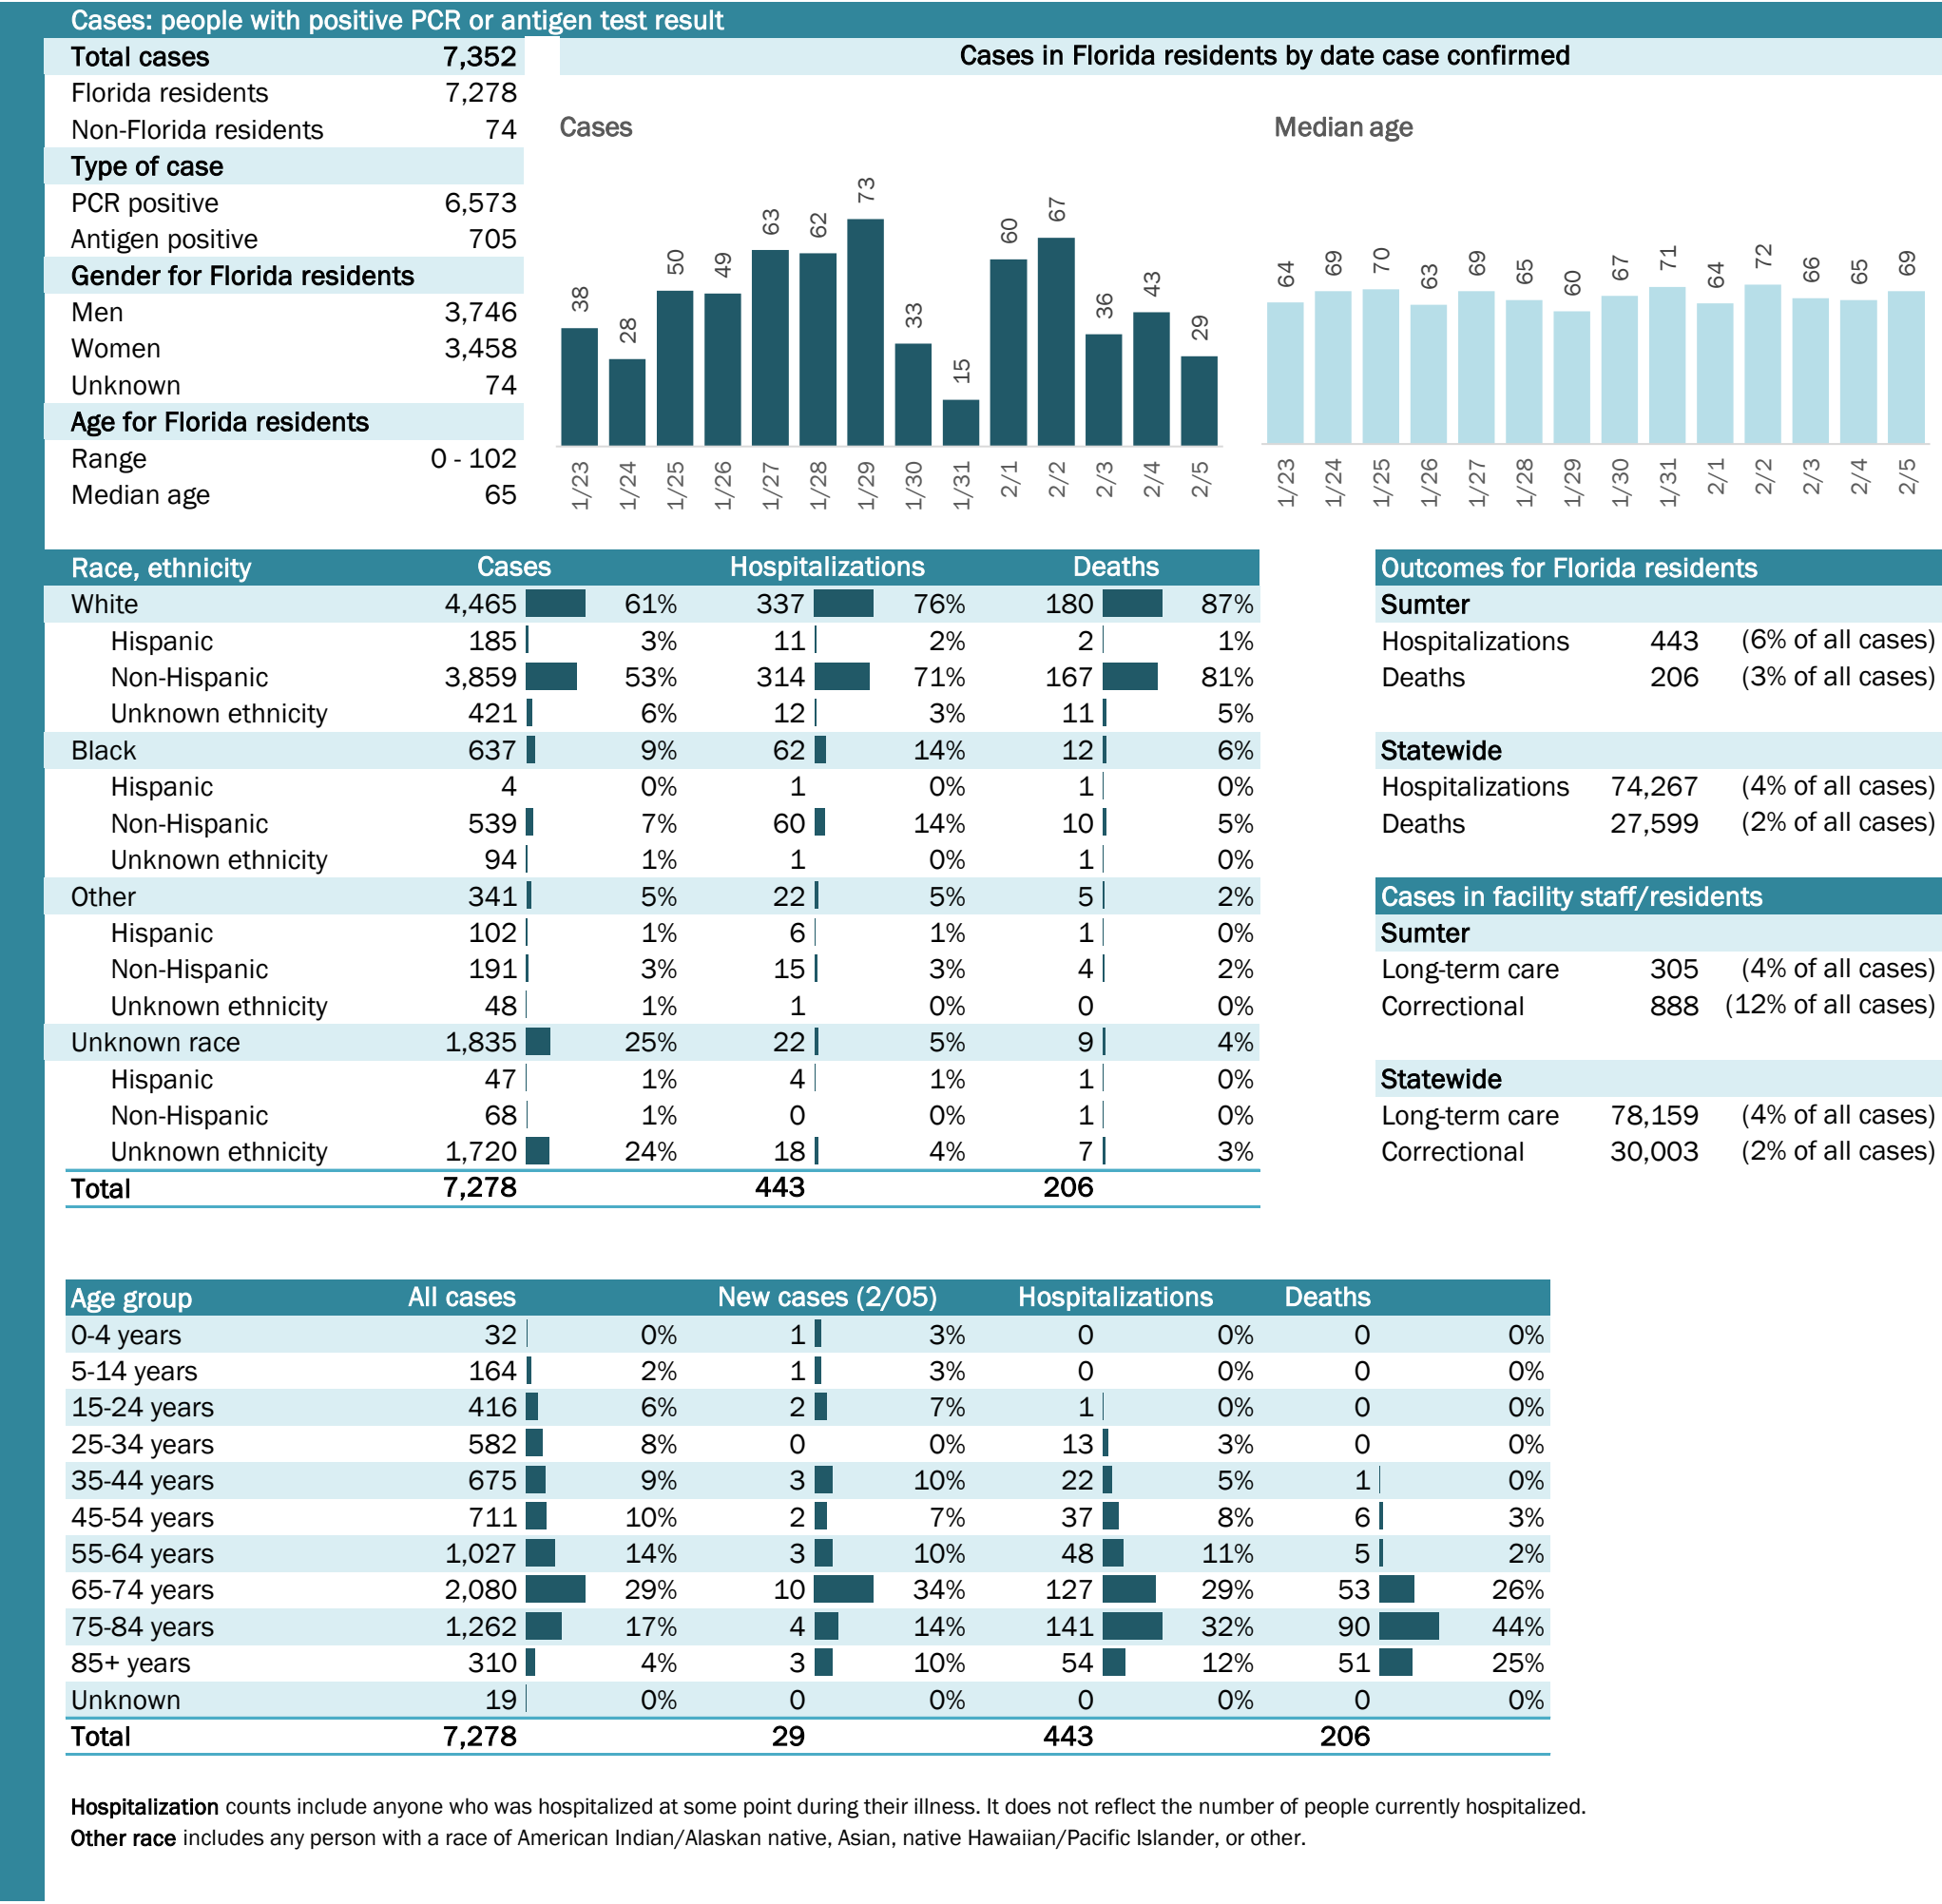 Cases: people with positive PCR or antigen test result
Total cases 7,352
Florida residents 7,278
Non-Florida residents 74
Type of case
PCR positive 6,573
Antigen positive 705
Gender for Florida residents
Men 3,746
Women 3,458
Unknown 74
Age for Florida residents
Range 0 - 102
Median age 65
Cases in Florida residents by date case confirmed
Cases
38 28 50 49 63 62 73 33 15 60 67 36 43 29
1/23 1/24 1/25 1/26 1/27 1/28 1/29 1/30 1/31 2/1 2/2 2/3 2/4 2/5
Median age
64 69 70 63 69 65 60 67 71 64 72 66 65 69
1/23 1/24 1/25 1/26 1/27 1/28 1/29 1/30 1/31 2/1 2/2 2/3 2/4 2/5
Race, ethnicity Cases Hospitalizations Deaths
White 4,465 61% 337 76% 180 87%
Hispanic 185 3% 11 2% 2 1%
Non-Hispanic 3,859 53% 314 71% 167 81%
Unknown ethnicity 421 6% 12 3% 11 5%
Black 637 9% 62 14% 12 6%
Hispanic 4 0% 1 0% 1 0%
Non-Hispanic 539 7% 60 14% 10 5%
Unknown ethnicity 94 1% 1 0% 1 0%
Other 341 5% 22 5% 5 2%
Hispanic 102 1% 6 1% 1 0%
Non-Hispanic 191 3% 15 3% 4 2%
Unknown ethnicity 48 1% 1 0% 0 0%
Unknown race 1,835 25% 22 5% 9 4%
Hispanic 47 1% 4 1% 1 0%
Non-Hispanic 68 1% 0 0% 1 0%
Unknown ethnicity 1,720 24% 18 4% 7 3%
Total 7,278 443 206
Outcomes for Florida residents
Sumter
Hospitalizations 443 (6% of all cases)
Deaths 206 (3% of all cases)
Statewide
Hospitalizations 74,267 (4% of all cases)
Deaths 27,599 (2% of all cases)
Cases in facility staff/residents
Sumter
Long-term care 305 (4% of all cases)
Correctional 888 (12% of all cases)
Statewide
Long-term care 78,159 (4% of all cases)
Correctional 30,003 (2% of all cases)
Age group All cases New cases (2/05) Hospitalizations Deaths
0-4 years 32 0% 1 3% 0 0% 0 0%
5-14 years 164 2% 1 3% 0 0% 0 0%
15-24 years 416 6% 2 7% 1 0% 0 0%
25-34 years 582 8% 0 0% 13 3% 0 0%
35-44 years 675 9% 3 10% 22 5% 1 0%
45-54 years 711 10% 2 7% 37 8% 6 3%
55-64 years 1,027 14% 3 10% 48 11% 5 2%
65-74 years 2,080 29% 10 34% 127 29% 53 26%
75-84 years 1,262 17% 4 14% 141 32% 90 44%
85+ years 310 4% 3 10% 54 12% 51 25%
Unknown 19 0% 0 0% 0 0% 0 0%
Total 7,278 29 443 206
Hospitalization counts include anyone who was hospitalized at some point during their illness. It does not reflect the number of people currently hospitalized.
Other race includes any person with a race of American Indian/Alaskan native, Asian, native Hawaiian/Pacific Islander, or other.